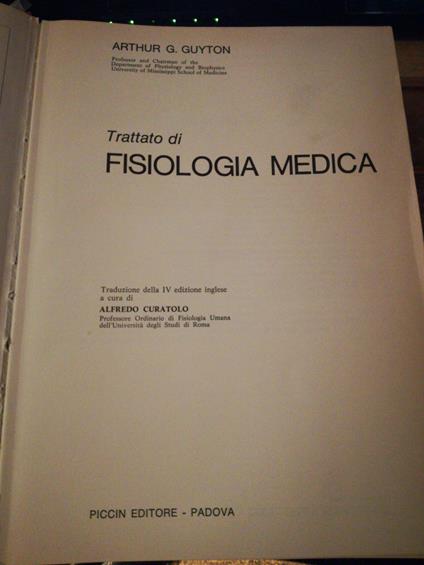 ARTHUR G. GUYTON
Professor and Chairman of the
Department of Physiology and Biophysics
University of Mississippi School of Medicine
Trattato di
FISIOLOGIA MEDICA
Traduzione della IV edizione inglese
a cura di
ALFREDO CURATOLO
Professore Ordinario di Fisiologia Umana
dell'Università degli Studi di Roma
PICCIN EDITORE - PADOVA